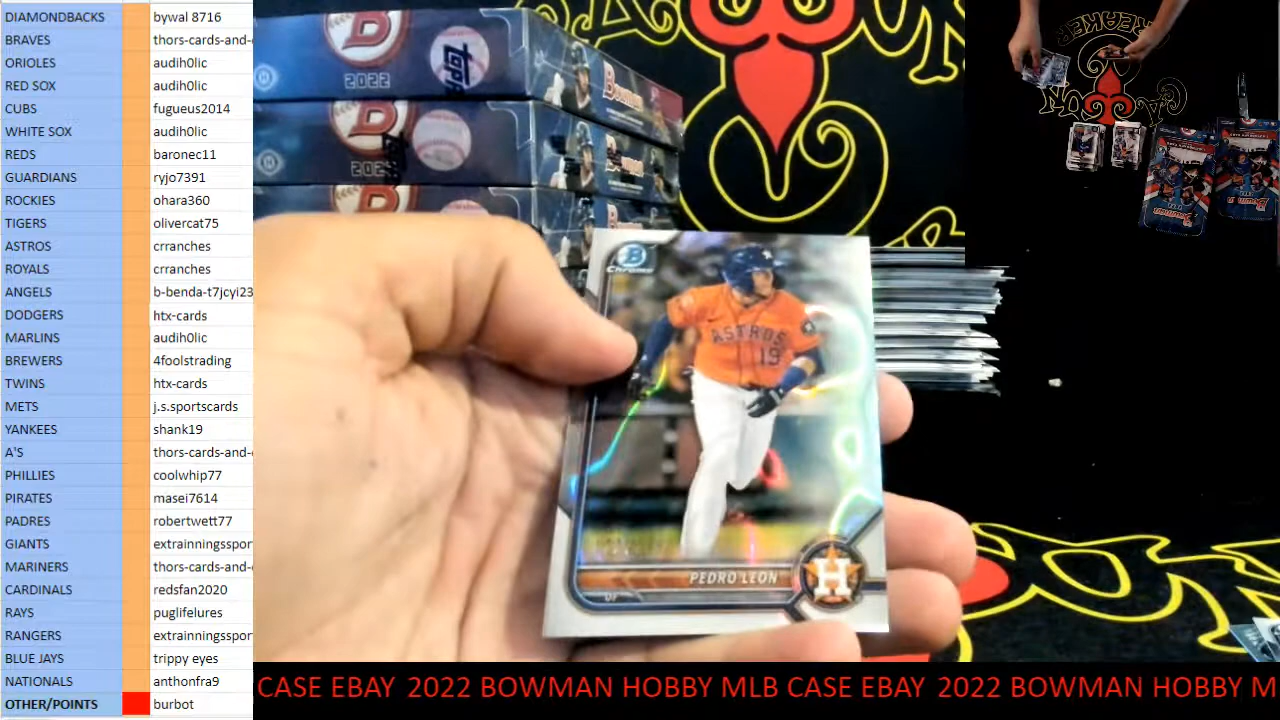 DIAMONDBACKS bywal 8716
BRAVES thors-cards-and-
ORIOLES audih0lic
RED SOX audih0lic
CUBS fugueus2014
WHITE SOX audih0lic
REDS baronec11
GUARDIANS ryjo7391
ROCKIES ohara360
TIGERS olivercat75
ASTROS crranches
ROYALS crranches
ANGELS b-benda-t7jcyi23
DODGERS htx-cards
MARLINS audih0lic
BREWERS 4foolstrading
TWINS htx-cards
METS j.s.sportscards
YANKEES shank19
A'S thors-cards-and-
PHILLIES coolwhip77
PIRATES masei7614
PADRES robertwett77
GIANTS extrainningsspor
MARINERS thors-cards-and-
CARDINALS redsfan2020
RAYS puglifelures
RANGERS extrainningsspor
BLUE JAYS trippy eyes
NATIONALS anthonfra9
OTHER/POINTS burbot
2022
topps
Bowman
Bowman
B
Chrome
ASTROS
19
PEDRO LEON
OF
H
BREAKER
CASE EBAY 2022 BOWMAN HOBBY MLB CASE EBAY 2022 BOWMAN HOBBY M